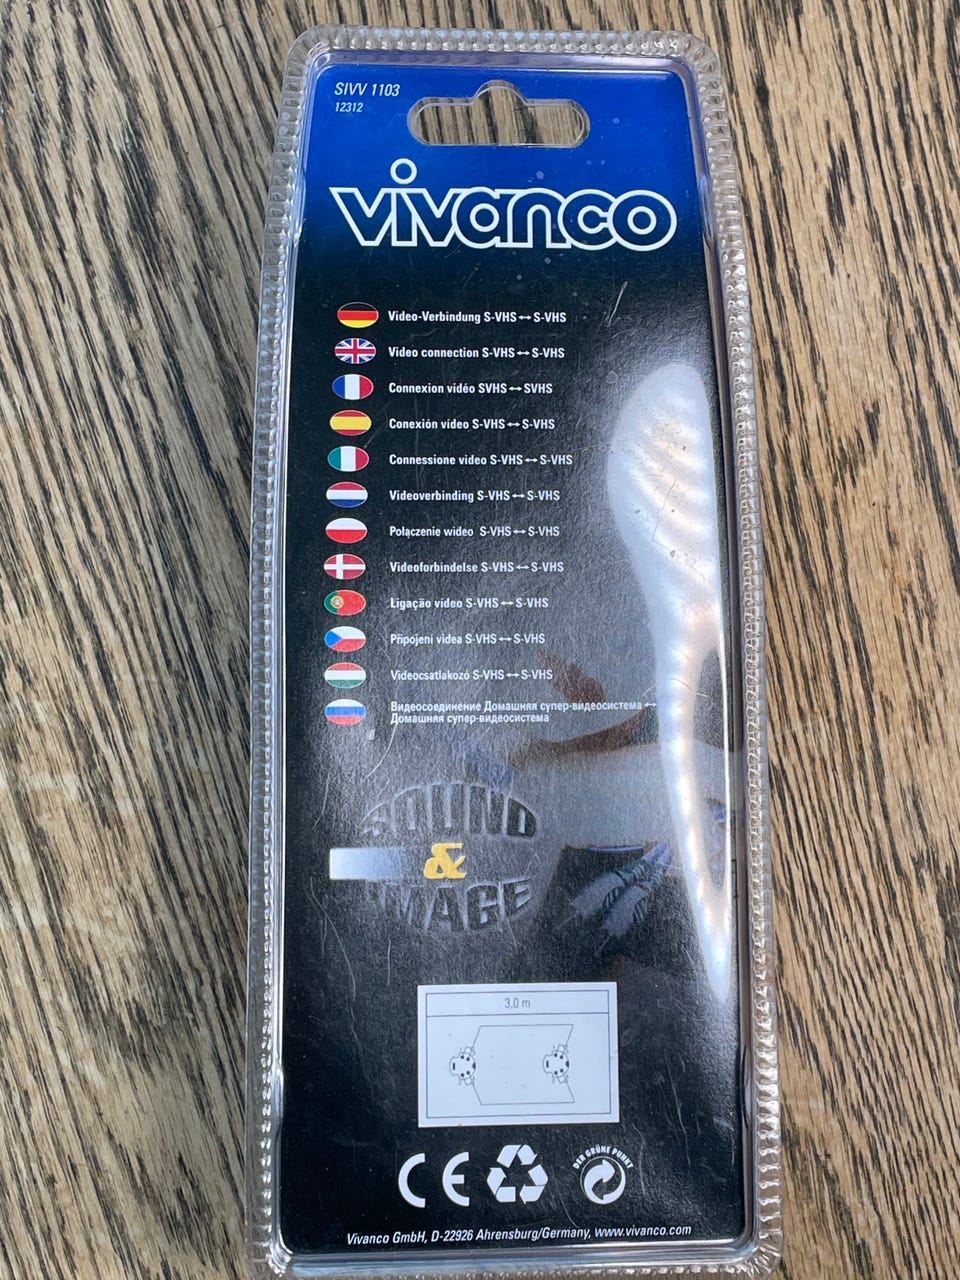 SIVV 1103
12312
vivanco
Video-Verbindung S-VHS↔S-VHS
Video connection S-VHS↔S-VHS
Connexion vidéo SVHS↔SVHS
Conexión vídeo S-VHS↔S-VHS
Connessione video S-VHS↔S-VHS
Videoverbinding S-VHS↔S-VHS
Połączenie wideo S-VHS↔S-VHS
Videoforbindelse S-VHS↔S-VHS
Ligação vídeo S-VHS↔S-VHS
Připojeni videa S-VHS↔S-VHS
Videocsatlakozó S-VHS↔S-VHS
Видеосоединение Домашняя супер-видеосистема↔
Домашняя супер-видеосистема
SOUND
&
IMAGE
3,0 m
CE
DER GRÜNE PUNKT
Vivanco GmbH, D-22926 Ahrensburg/Germany, www.vivanco.com